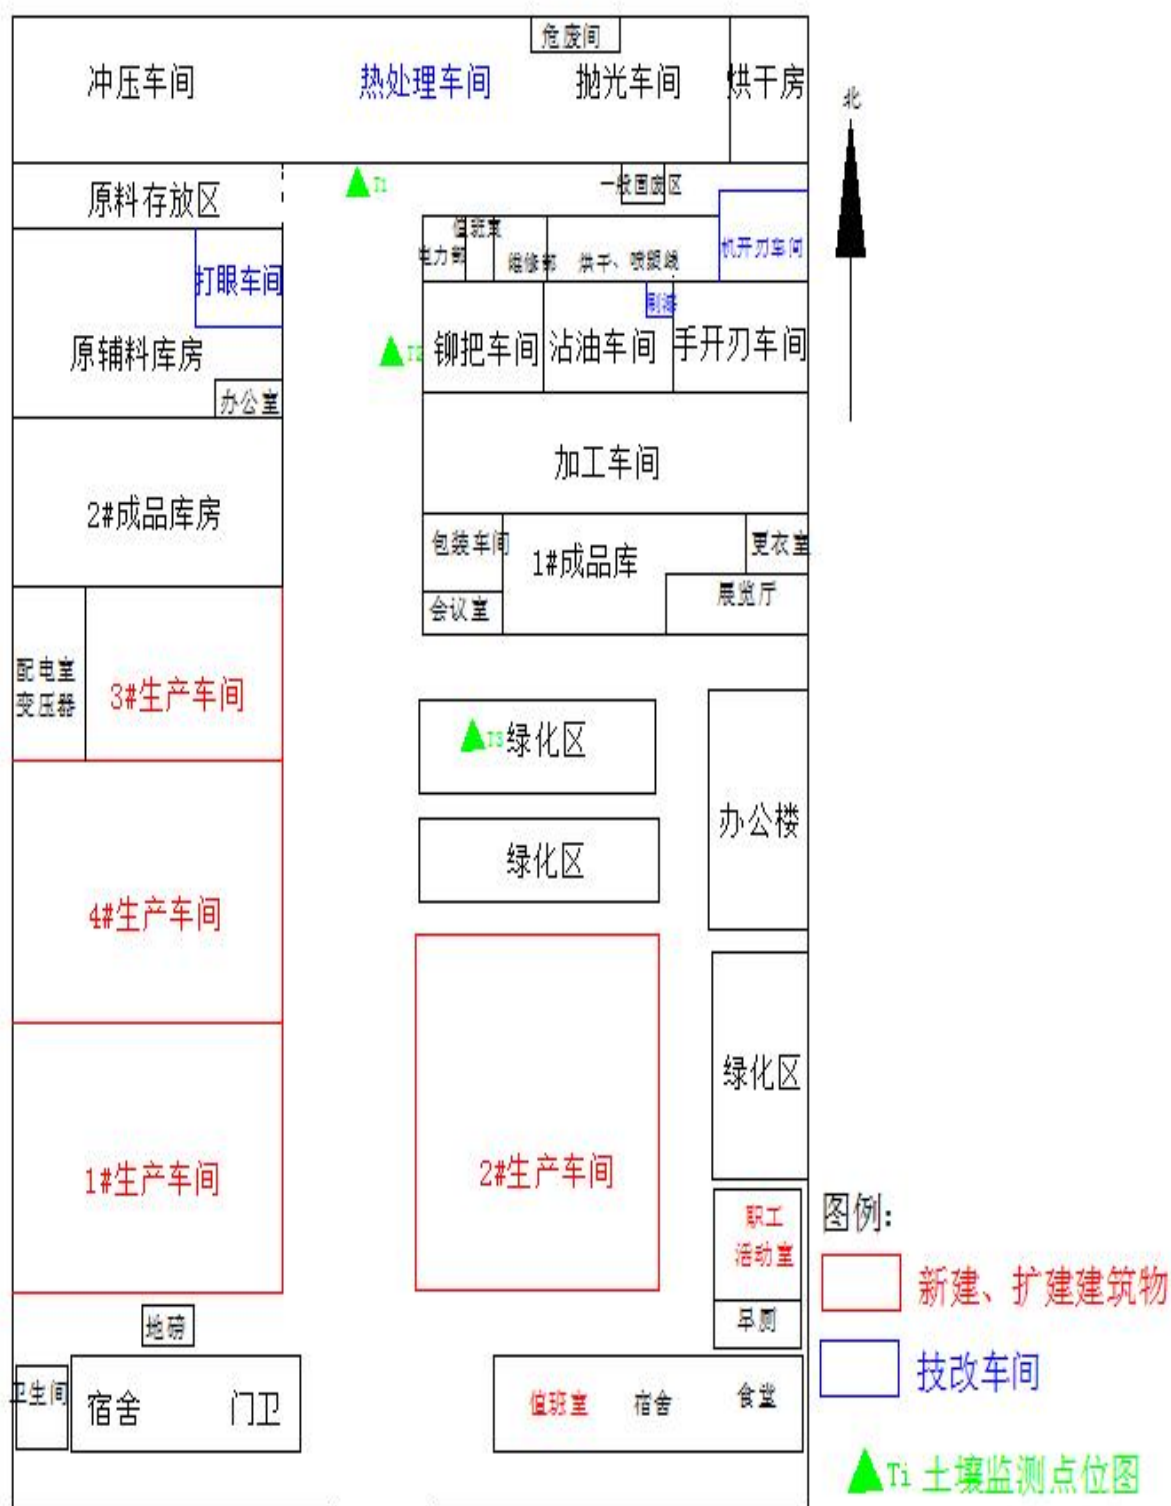 危废间
冲压车间
热处理车间
抛光车间
烘干房
北
T1
一般固废区
原料存放区
值班室
电力部
维修部
烘干、喷
机开刃车间
打眼车间
原辅料库房
T2
铆把车间
沾油车间
手开刃车间
办公室
加工车间
2#成品库房
包装车间
1#成品库
更衣室
会议室
展览厅
配电室
变压器
3#生产车间
T3
绿化区
办公楼
绿化区
4#生产车间
绿化区
1#生产车间
2#生产车间
职工
活动室
旱厕
地磅
卫生间
宿舍
门卫
值班室
宿舍
食堂
图例:
新建、扩建建筑物
技改车间
Ti 土壤监测点位图